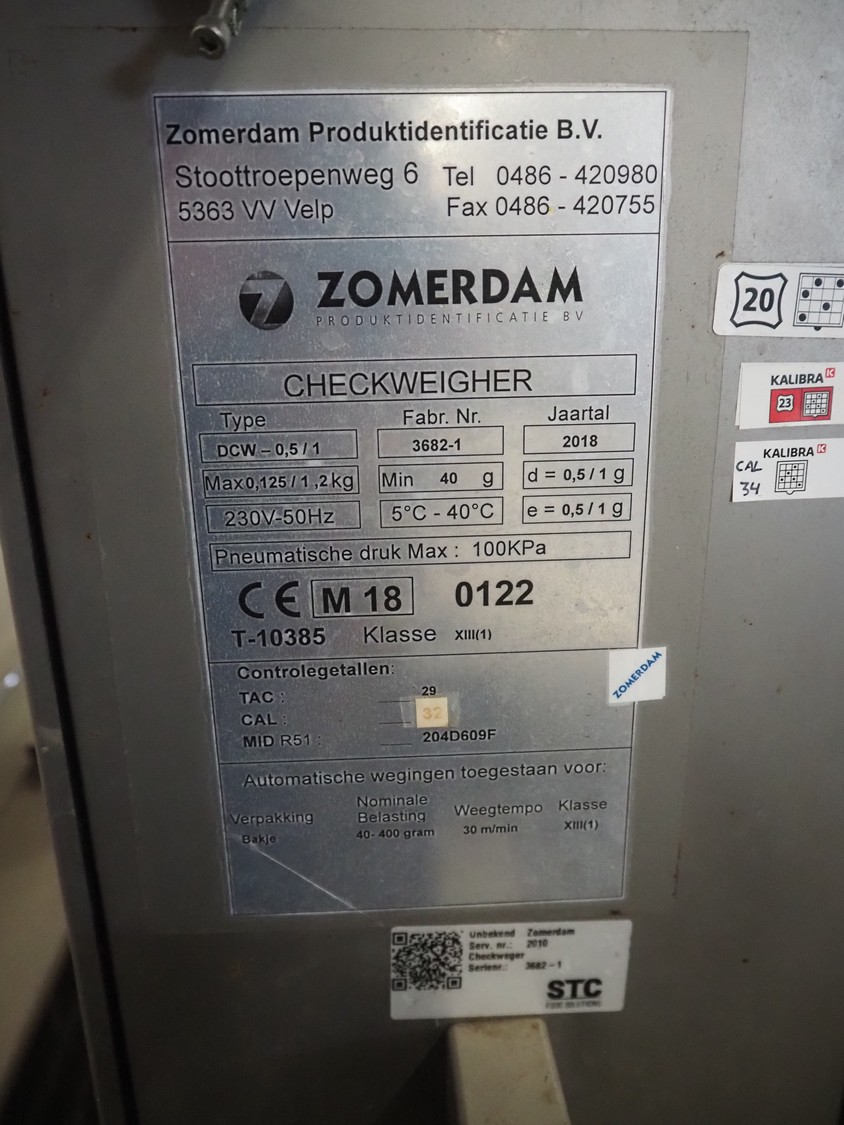 Zomerdam Produktidentificatie B.V.
Stoottroepenweg 6 Tel 0486 - 420980
5363 VV Velp Fax 0486 - 420755
ZOMERDAM
PRODUKTIDENTIFICATIE BV
20
KALIBRA K
23
KALIBRA K
CAL
34
CHECKWEIGHER
Type Fabr. Nr. Jaartal
DCW – 0,5 / 1 3682-1 2018
Max0,125 / 1 ,2 kg Min 40 g d = 0,5 / 1 g
230V-50Hz 5°C - 40°C e = 0,5 / 1 g
Pneumatische druk Max : 100KPa
CE M 18 0122
T-10385 Klasse XIII(1)
Controlegetallen:
TAC : 29
CAL : 32
MID R51 : 204D609F
ZOMERDAM
Automatische wegingen toegestaan voor:
Verpakking Nominale Belasting Weegtempo Klasse
Bakje 40- 400 gram 30 m/min XIII(1)
Unbekend Zomerdam
Serv. nr.: 2010
Checkweger
Serienr.: 3682 – 1
STC
FOOD SOLUTIONS